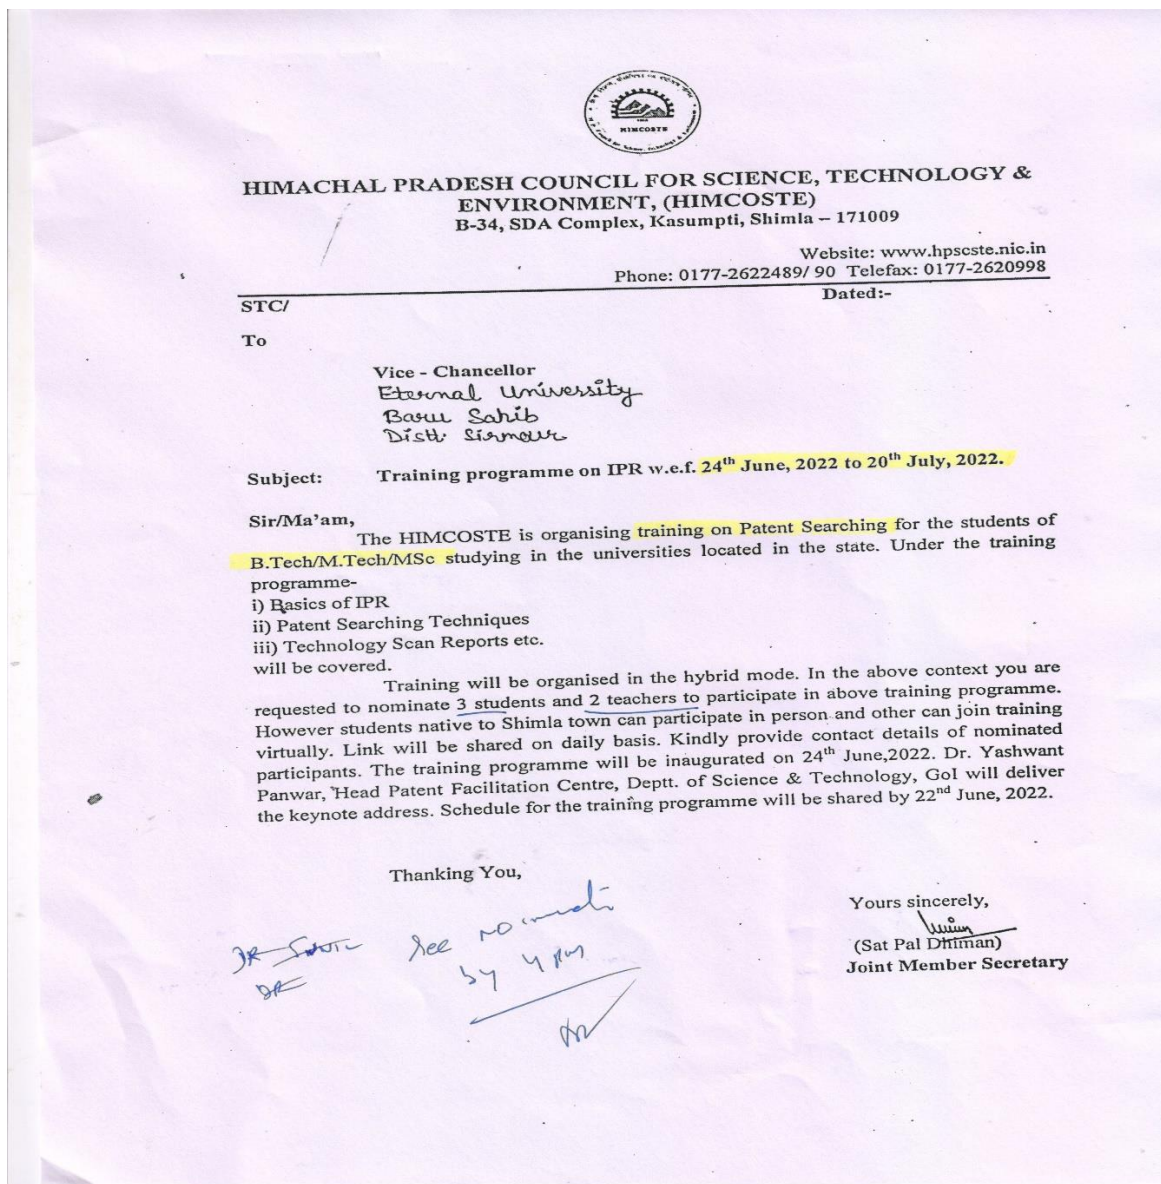 HIMCOSTE
HIMACHAL PRADESH COUNCIL FOR SCIENCE, TECHNOLOGY &
ENVIRONMENT, (HIMCOSTE)
B-34, SDA Complex, Kasumpti, Shimla – 171009
Website: www.hpscste.nic.in
Phone: 0177-2622489/ 90 Telefax: 0177-2620998
STC/ Dated:-
To
Vice - Chancellor
Eternal University
Baru Sahib
Distt. Sirmour
Subject: Training programme on IPR w.e.f. 24th June, 2022 to 20th July, 2022.
Sir/Ma'am,
The HIMCOSTE is organising training on Patent Searching for the students of
B.Tech/M.Tech/MSc studying in the universities located in the state. Under the training
programme-
i) Basics of IPR
ii) Patent Searching Techniques
iii) Technology Scan Reports etc.
will be covered.
Training will be organised in the hybrid mode. In the above context you are
requested to nominate 3 students and 2 teachers to participate in above training programme.
However students native to Shimla town can participate in person and other can join training
virtually. Link will be shared on daily basis. Kindly provide contact details of nominated
participants. The training programme will be inaugurated on 24th June,2022. Dr. Yashwant
Panwar, Head Patent Facilitation Centre, Deptt. of Science & Technology, GoI will deliver
the keynote address. Schedule for the training programme will be shared by 22nd June, 2022.
Thanking You,
Yours sincerely,
(Sat Pal Dhiman)
Joint Member Secretary
by 4 pm